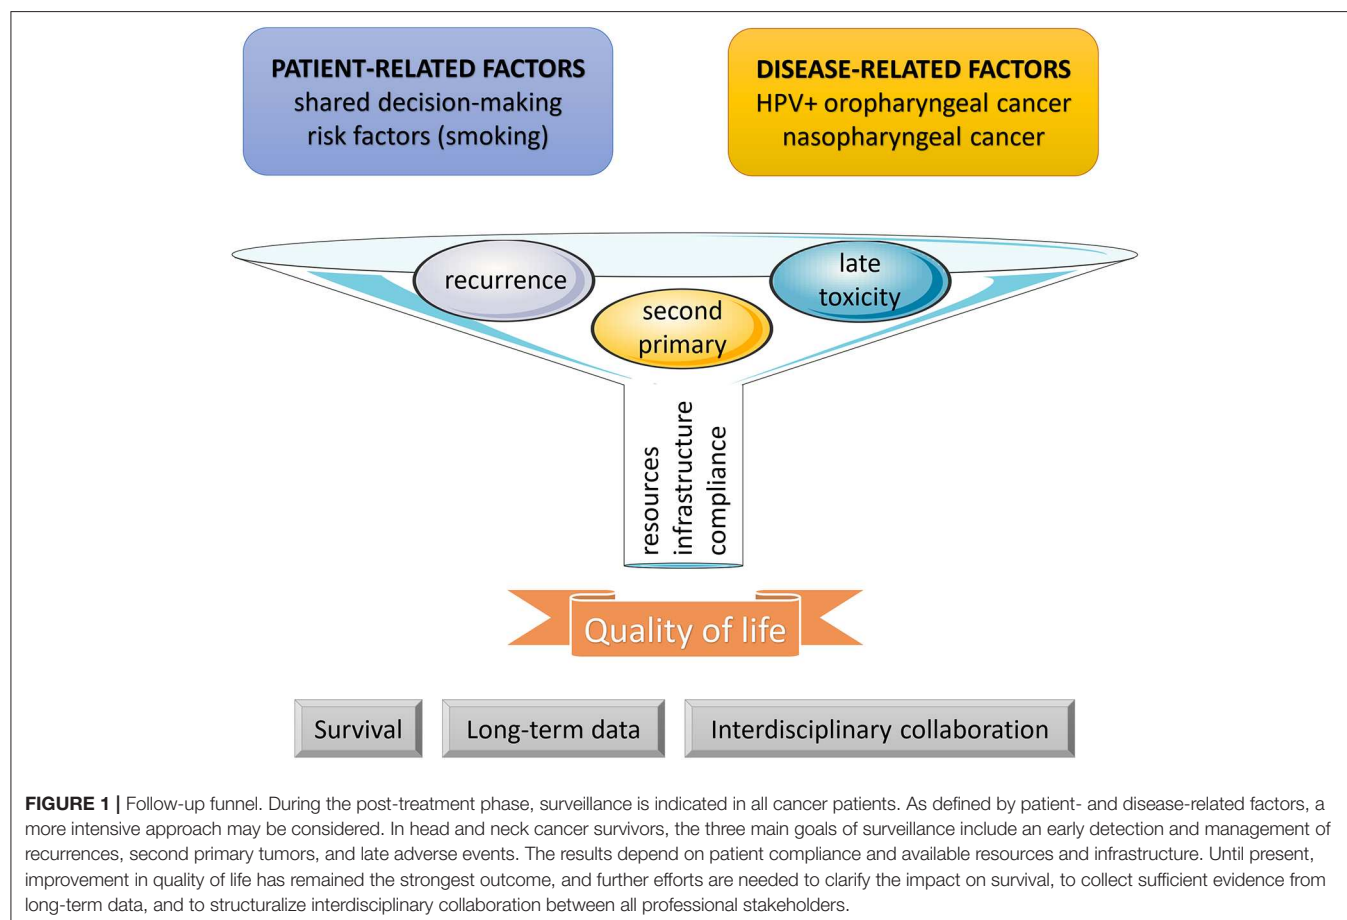 PATIENT-RELATED FACTORS
shared decision-making
risk factors (smoking)
DISEASE-RELATED FACTORS
HPV+ oropharyngeal cancer
nasopharyngeal cancer
recurrence
second
primary
late
toxicity
resources
infrastructure
compliance
Quality of life
Survival
Long-term data
Interdisciplinary collaboration
FIGURE 1 | Follow-up funnel. During the post-treatment phase, surveillance is indicated in all cancer patients. As defined by patient- and disease-related factors, a
more intensive approach may be considered. In head and neck cancer survivors, the three main goals of surveillance include an early detection and management of
recurrences, second primary tumors, and late adverse events. The results depend on patient compliance and available resources and infrastructure. Until present,
improvement in quality of life has remained the strongest outcome, and further efforts are needed to clarify the impact on survival, to collect sufficient evidence from
long-term data, and to structuralize interdisciplinary collaboration between all professional stakeholders.